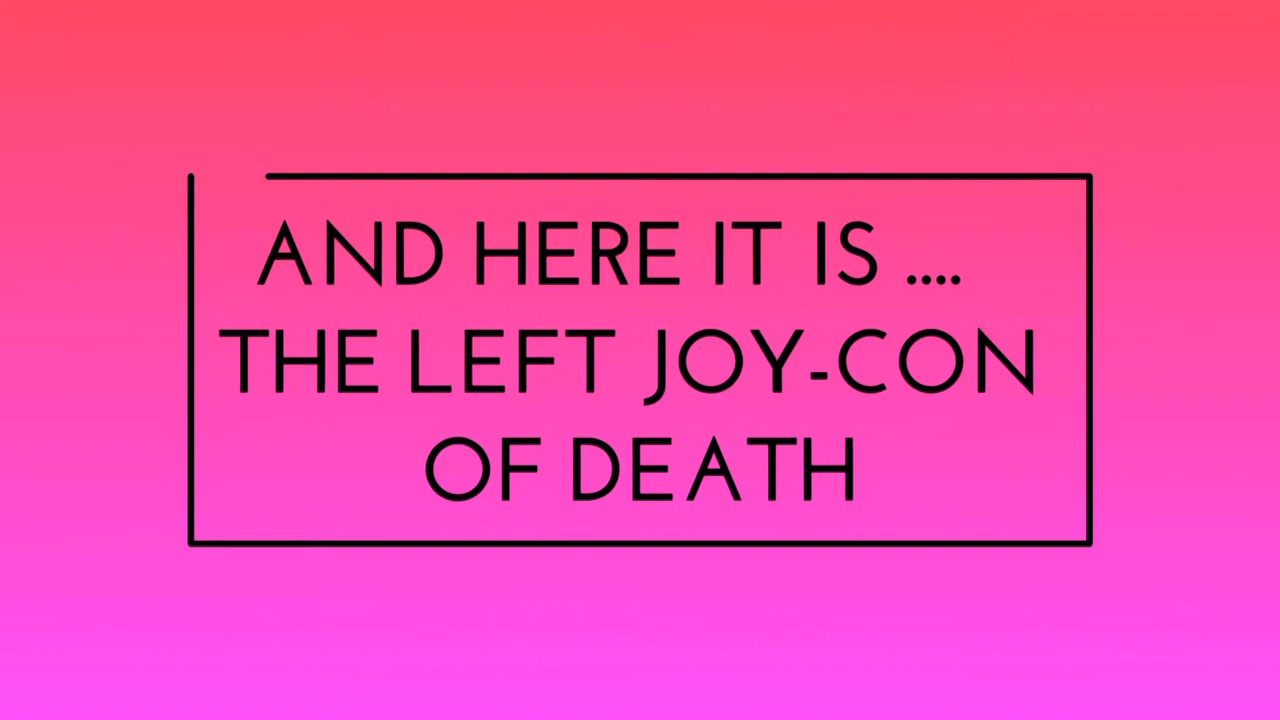 AND HERE IT IS ....
THE LEFT JOY-CON
OF DEATH